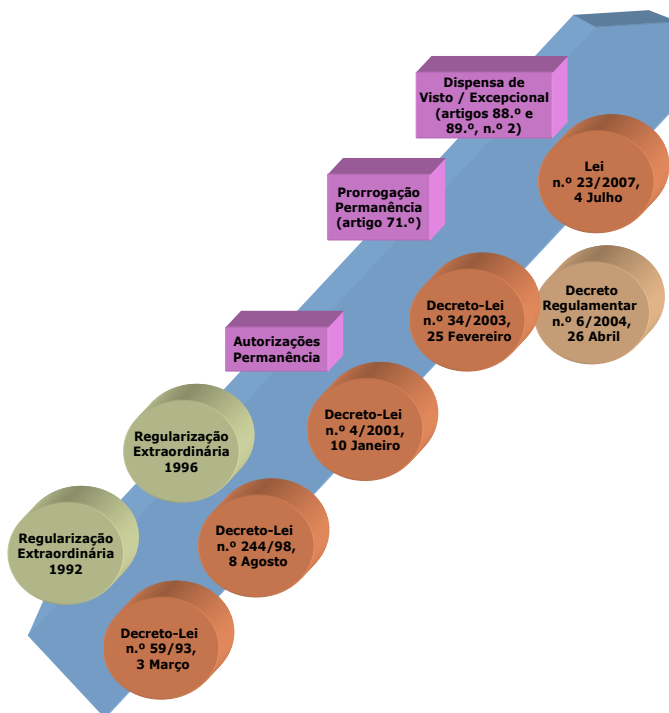 Dispensa de
Visto / Excepcional
(artigos 88.º e
89.º, n.º 2)
Lei
n.º 23/2007,
4 Julho
Prorrogação
Permanência
(artigo 71.º)
Decreto-Lei
n.º 34/2003,
25 Fevereiro
Decreto
Regulamentar
n.º 6/2004,
26 Abril
Autorizações
Permanência
Decreto-Lei
n.º 4/2001,
10 Janeiro
Regularização
Extraordinária
1996
Regularização
Extraordinária
1992
Decreto-Lei
n.º 244/98,
8 Agosto
Decreto-Lei
n.º 59/93,
3 Março